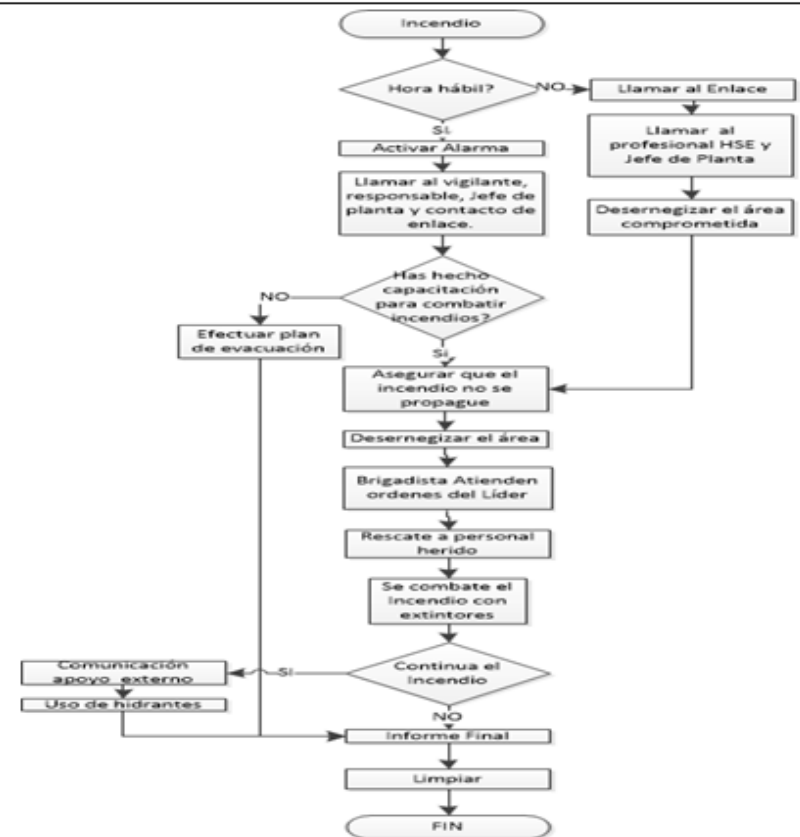 Incendio
Hora hábil?
NO
Llamar al Enlace
Si
Activar Alarma
Llamar al
profesional HSE y
Jefe de Planta
Llamar al vigilante,
responsable, Jefe de
planta y contacto de
enlace.
Desernegizar el área
comprometida
Has hecho
capacitación
para combatir
incendios?
NO
Efectuar plan
de evacuación
Si
Asegurar que el
incendio no se
propague
Desernegizar el área
Brigadista Atienden
ordenes del Líder
Rescate a personal
herido
Se combate el
Incendio con
extintores
Continua el
Incendio
Si
Comunicación
apoyo externo
Uso de hidrantes
NO
Informe Final
Limpiar
FIN